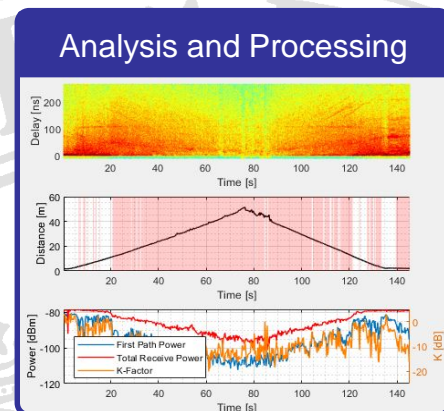 Analysis and Processing
Delay [ns]
200
100
0
20 40 60 80 100 120 140
Time [s]
Distance [m]
60
40
20
0
20 40 60 80 100 120 140
Time [s]
Power [dBm]
-80
-100
-120
First Path Power
Total Receive Power
K-Factor
0
-10
-20
K [dB]
20 40 60 80 100 120 140
Time [s]